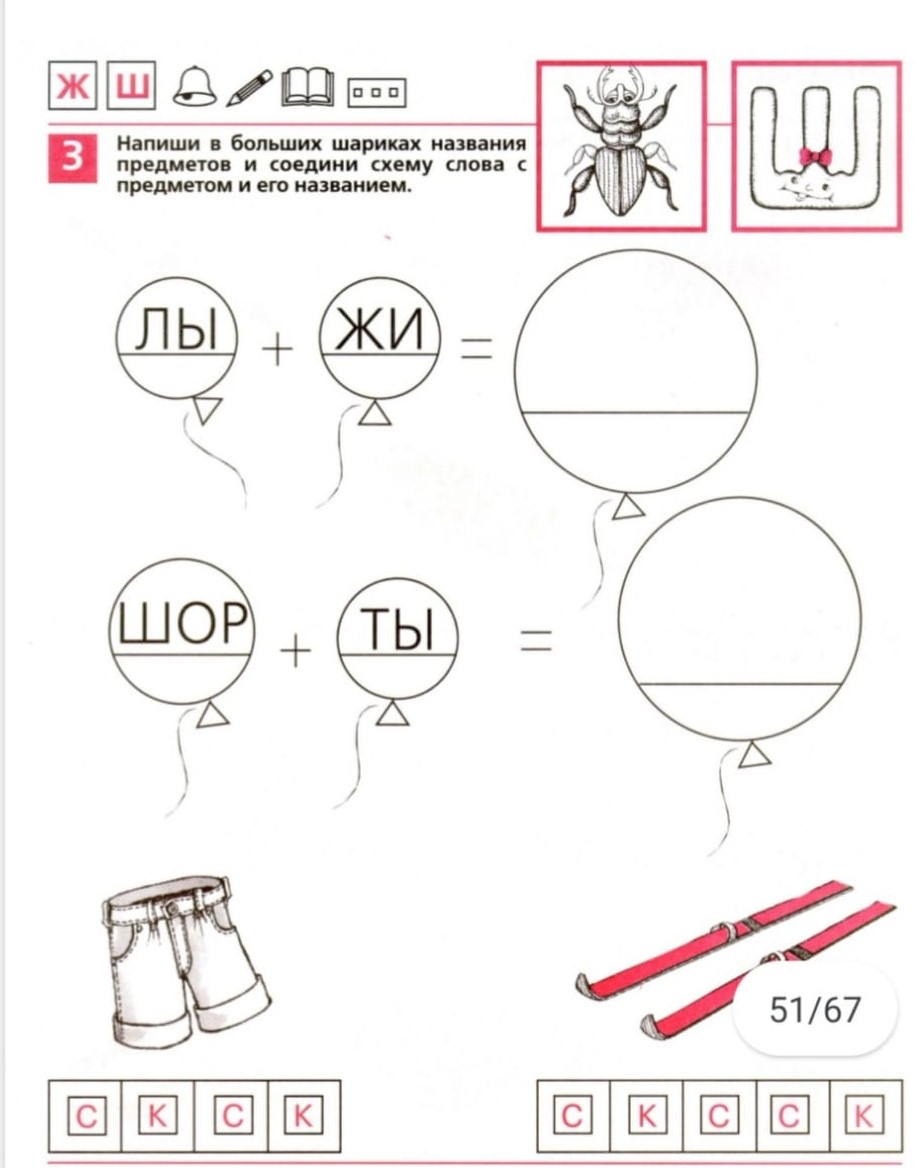 Ж Ш
3 Напиши в больших шариках названия
предметов и соедини схему слова с
предметом и его названием.
ЛЫ + ЖИ =
ШОР + ТЫ =
51/67
С К С К С К С С К